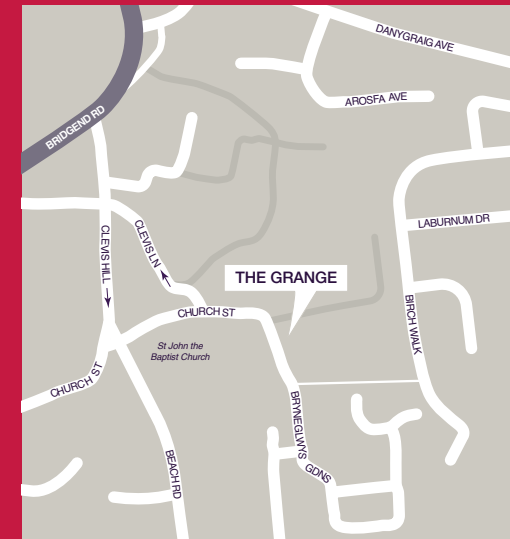 DANYGRAIG AVE
AROSFA AVE
BRIDGEND RD
LABURNUM DR
CLEVIS HILL
CLEVIS LN
THE GRANGE
CHURCH ST
BIRCH WALK
St John the
Baptist Church
CHURCH ST
BRYNEGLWYS
GDNS
BEACH RD